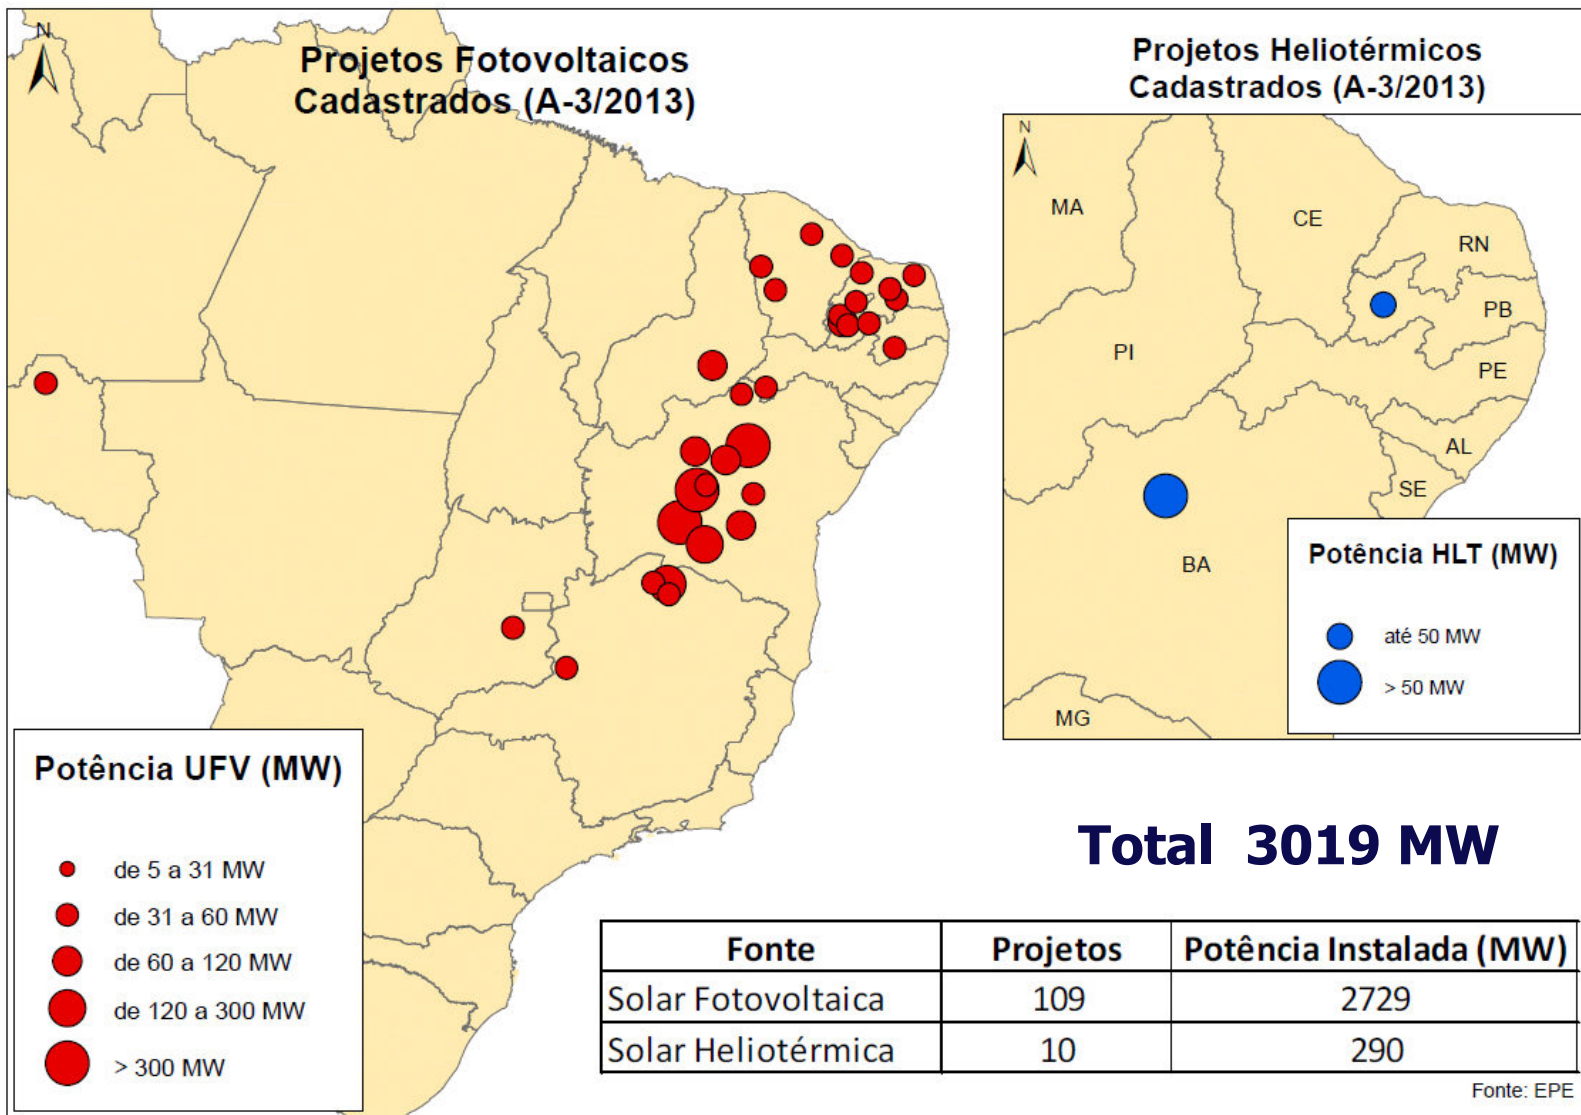 N
Projetos Fotovoltaicos
Cadastrados (A-3/2013)
Projetos Heliotérmicos
Cadastrados (A-3/2013)
N
MA
CE
RN
PB
PI
PE
AL
SE
BA
MG
Potência HLT (MW)
até 50 MW
> 50 MW
Potência UFV (MW)
de 5 a 31 MW
de 31 a 60 MW
de 60 a 120 MW
de 120 a 300 MW
> 300 MW
Total 3019 MW
Fonte Projetos Potência Instalada (MW)
Solar Fotovoltaica 109 2729
Solar Heliotérmica 10 290
Fonte: EPE